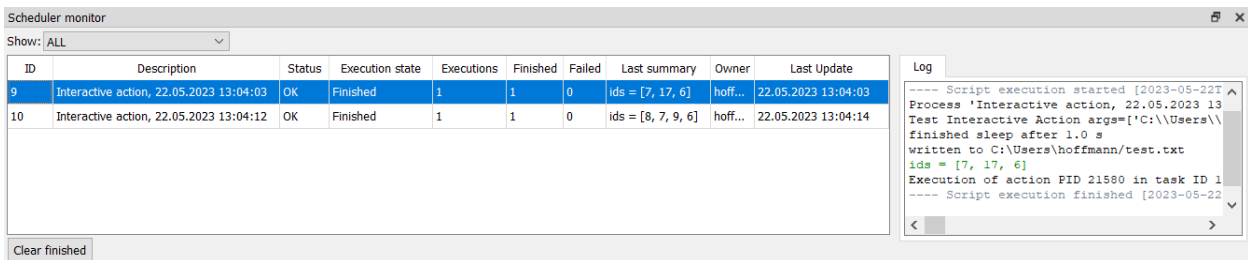 Scheduler monitor
Show: ALL
ID Description Status Execution state Executions Finished Failed Last summary Owner Last Update
9 Interactive action, 22.05.2023 13:04:03 OK Finished 1 1 0 ids = [7, 17, 6] hoff... 22.05.2023 13:04:03
10 Interactive action, 22.05.2023 13:04:12 OK Finished 1 1 0 ids = [8, 7, 9, 6] hoff... 22.05.2023 13:04:14
Clear finished
Log
---- Script execution started [2023-05-22T
Process 'Interactive action, 22.05.2023 13
Test Interactive Action args=['C:\\Users\\
finished sleep after 1.0 s
written to C:\Users\hoffmann/test.txt
ids = [7, 17, 6]
Execution of action PID 21580 in task ID 1
---- Script execution finished [2023-05-22